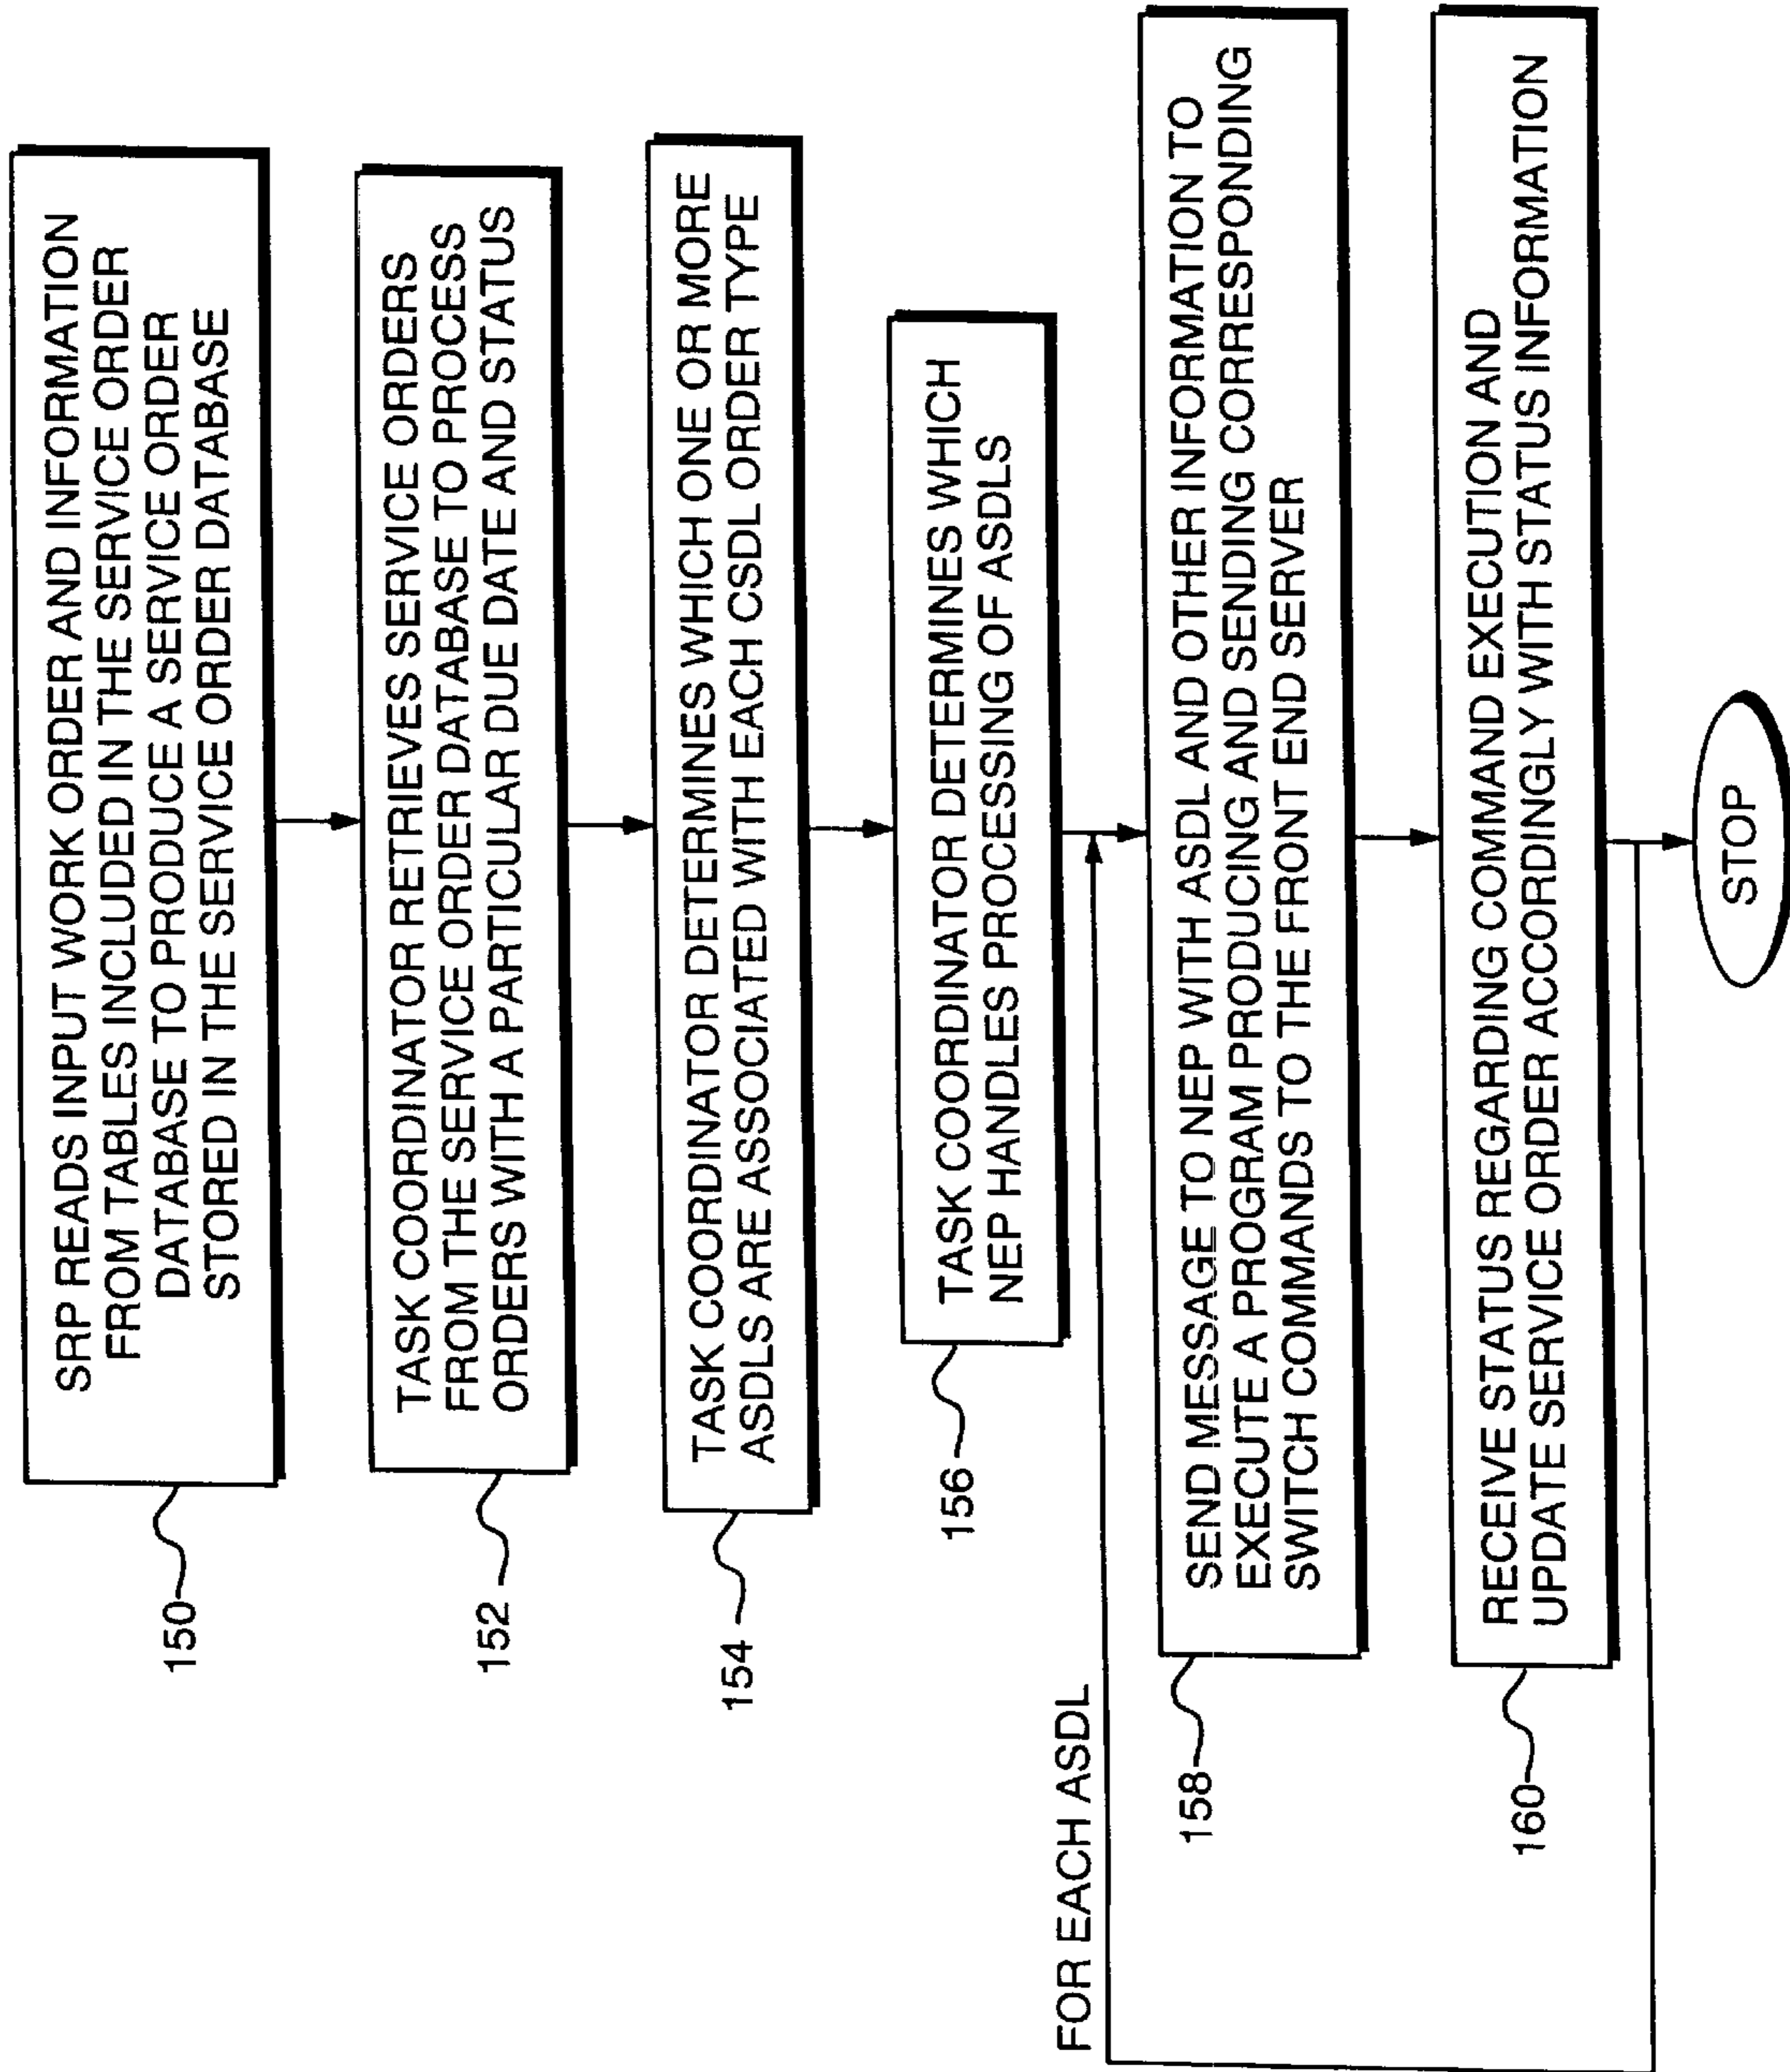 SRP READS INPUT WORK ORDER AND INFORMATION
FROM TABLES INCLUDED IN THE SERVICE ORDER
DATABASE TO PRODUCE A SERVICE ORDER
STORED IN THE SERVICE ORDER DATABASE
150
TASK COORDINATOR RETRIEVES SERVICE ORDERS
FROM THE SERVICE ORDER DATABASE TO PROCESS
ORDERS WITH A PARTICULAR DUE DATE AND STATUS
152
TASK COORDINATOR DETERMINES WHICH ONE OR MORE
ASDLS ARE ASSOCIATED WITH EACH CSDL ORDER TYPE
154
TASK COORDINATOR DETERMINES WHICH
NEP HANDLES PROCESSING OF ASDLS
156
FOR EACH ASDL
SEND MESSAGE TO NEP WITH ASDL AND OTHER INFORMATION TO
EXECUTE A PROGRAM PRODUCING AND SENDING CORRESPONDING
SWITCH COMMANDS TO THE FRONT END SERVER
158
RECEIVE STATUS REGARDING COMMAND EXECUTION AND
UPDATE SERVICE ORDER ACCORDINGLY WITH STATUS INFORMATION
160
STOP